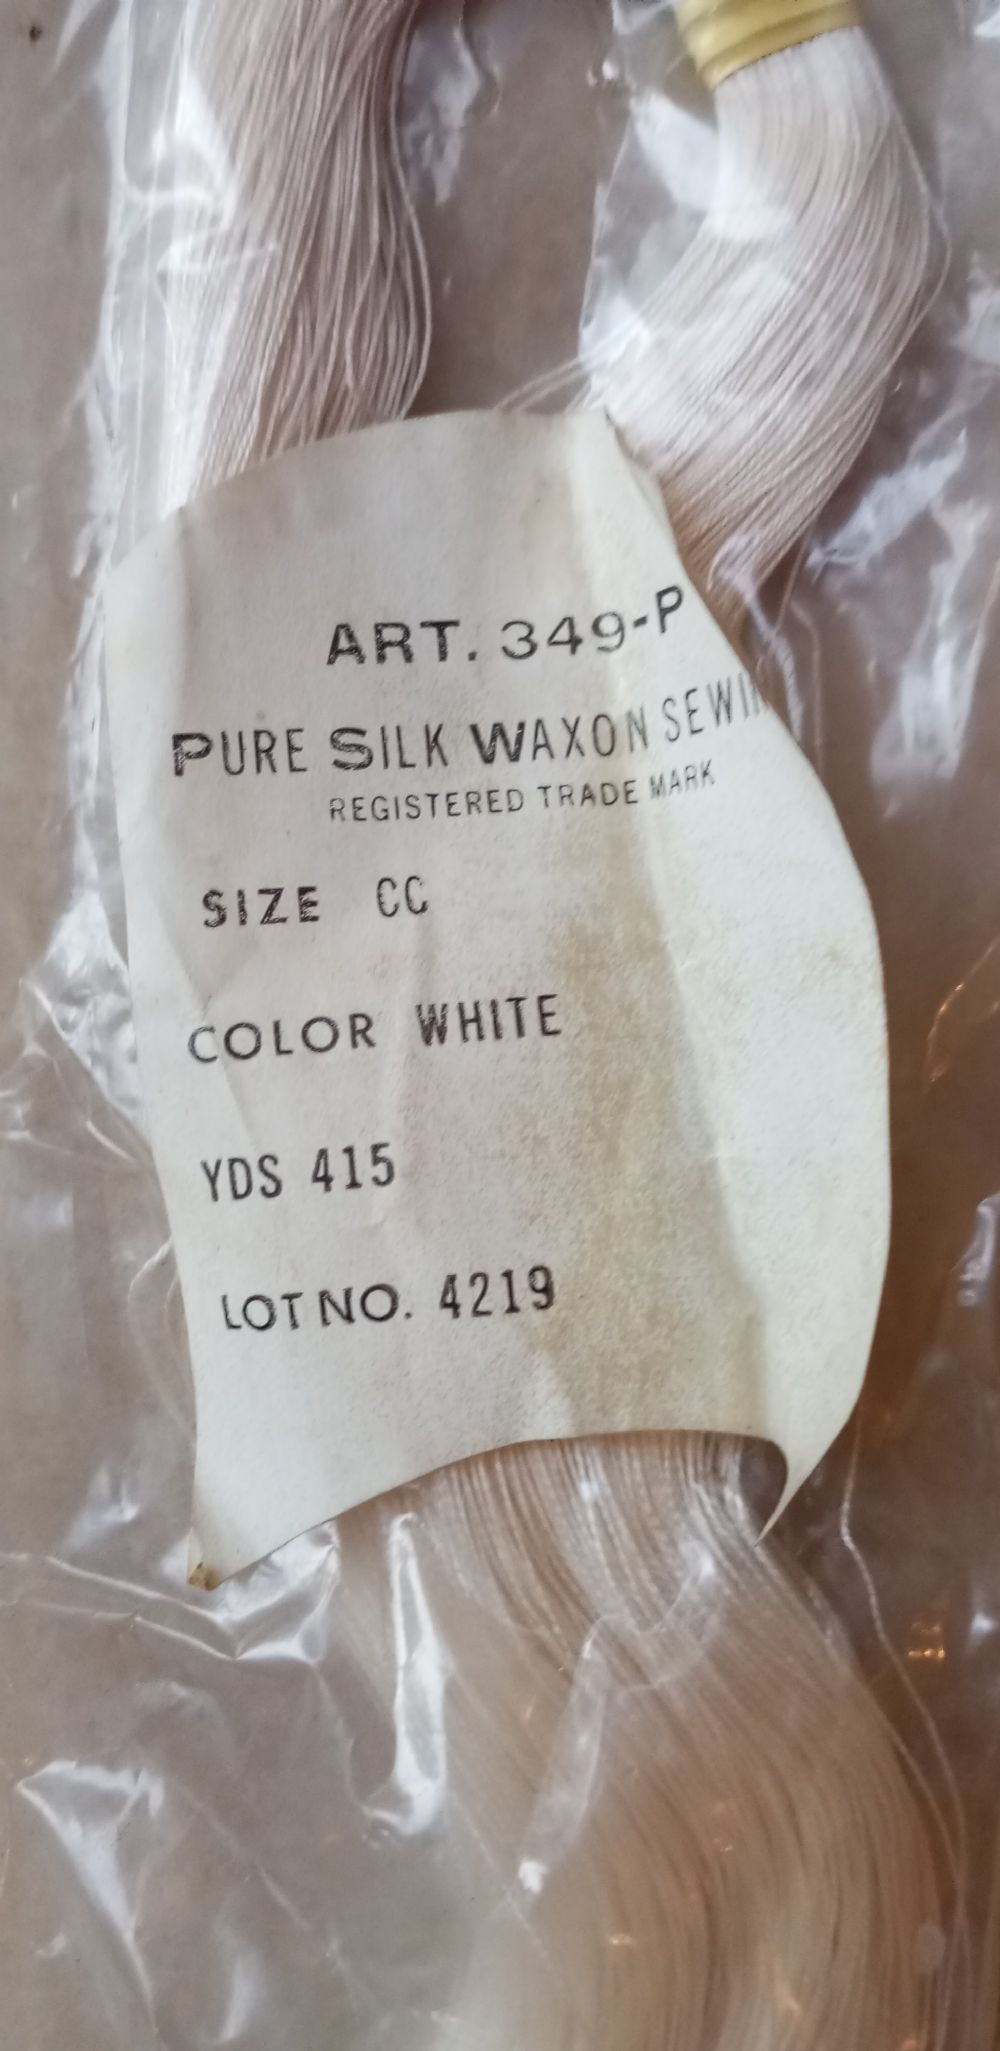 ART. 349-P
PURE SILK WAXON SEWI
REGISTERED TRADE MARK
SIZE CC
COLOR WHITE
YDS 415
LOT NO. 4219